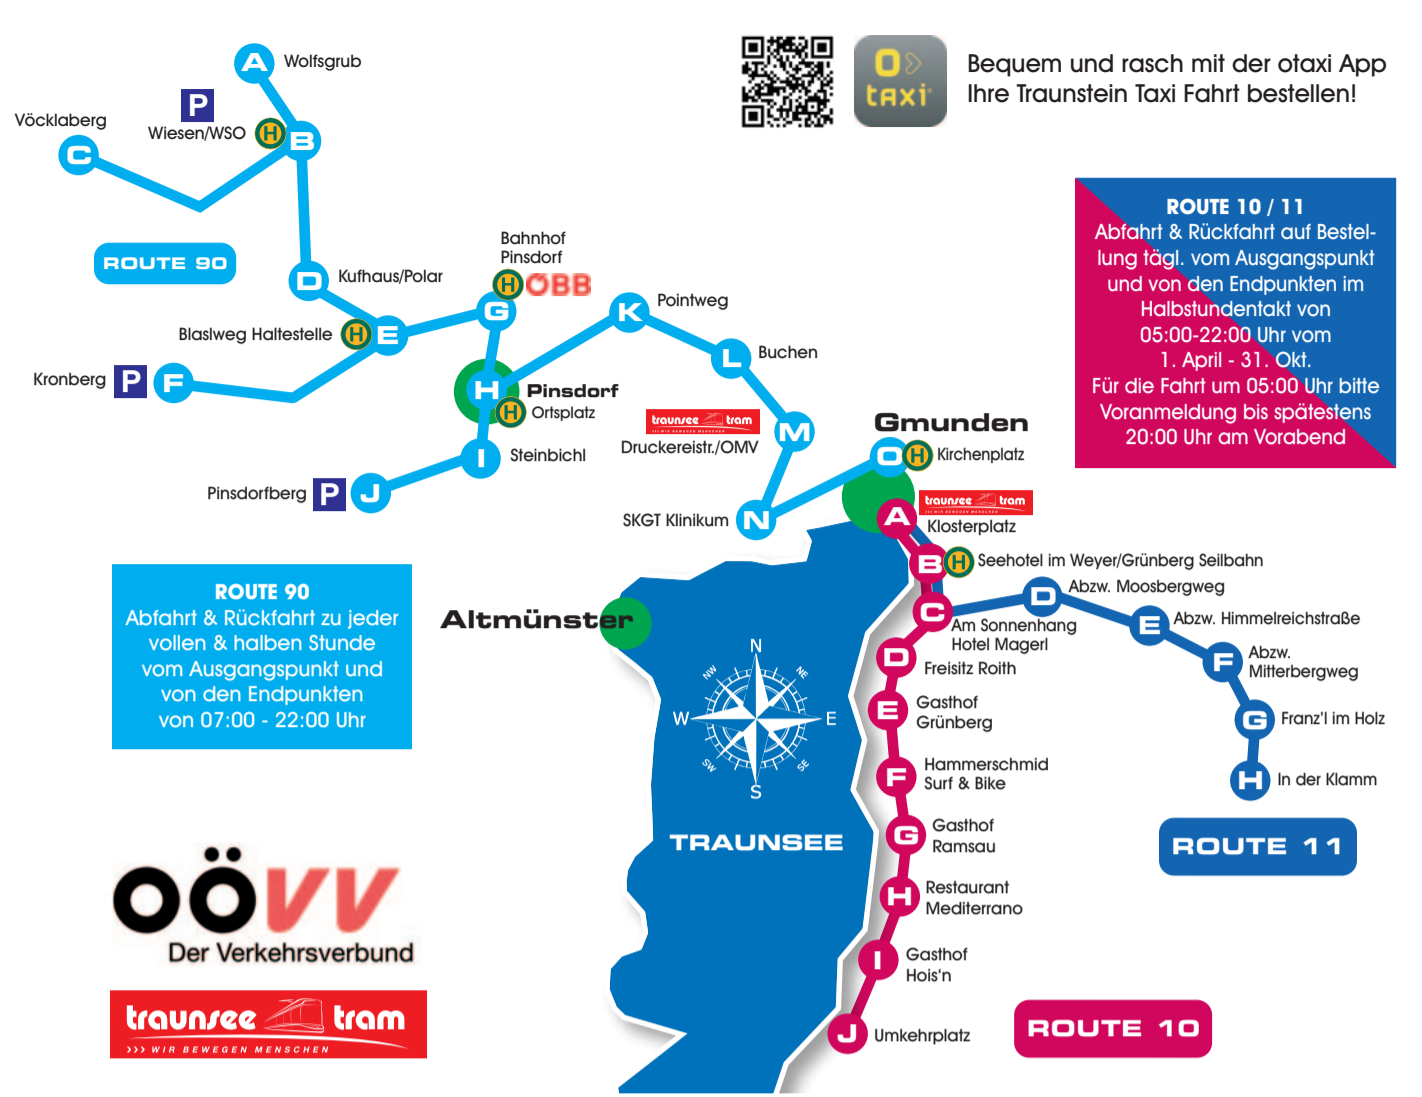 A
Wolfsgrub
P
Wiesen/WSO
H
B
Vöcklaberg
C
ROUTE 90
D
Kufhaus/Polar
Blaslweg Haltestelle
H
E
Kronberg
P
F
Bahnhof
Pinsdorf
H
ÖBB
G
H
Pinsdorf
H
Ortsplatz
I
Steinbichl
Pinsdorfberg
P
J
K
Pointweg
L
Buchen
traunsee tram
››› WIR BEWEGEN MENSCHEN
Druckereistr./OMV
M
SKGT Klinikum
N
Gmunden
O
H
Kirchenplatz
O
taxi
Bequem und rasch mit der otaxi App
Ihre Traunstein Taxi Fahrt bestellen!
ROUTE 10 / 11
Abfahrt & Rückfahrt auf Bestel-
lung tägl. vom Ausgangspunkt
und von den Endpunkten im
Halbstundentakt von
05:00-22:00 Uhr vom
1. April - 31. Okt.
Für die Fahrt um 05:00 Uhr bitte
Voranmeldung bis spätestens
20:00 Uhr am Vorabend
A
traunsee tram
››› WIR BEWEGEN MENSCHEN
Klosterplatz
B
H
Seehotel im Weyer/Grünberg Seilbahn
C
Am Sonnenhang
Hotel Magerl
D
Abzw. Moosbergweg
E
Abzw. Himmelreichstraße
F
Abzw.
Mitterbergweg
G
Franz'l im Holz
H
In der Klamm
ROUTE 11
D
Freisitz Roith
E
Gasthof
Grünberg
F
Hammerschmid
Surf & Bike
G
Gasthof
Ramsau
H
Restaurant
Mediterrano
I
Gasthof
Hois'n
J
Umkehrplatz
ROUTE 10
ROUTE 90
Abfahrt & Rückfahrt zu jeder
vollen & halben Stunde
vom Ausgangspunkt und
von den Endpunkten
von 07:00 - 22:00 Uhr
Altmünster
N
NW
NE
W
E
SW
SE
S
TRAUNSEE
OÖVV
Der Verkehrsverbund
traunsee tram
››› WIR BEWEGEN MENSCHEN